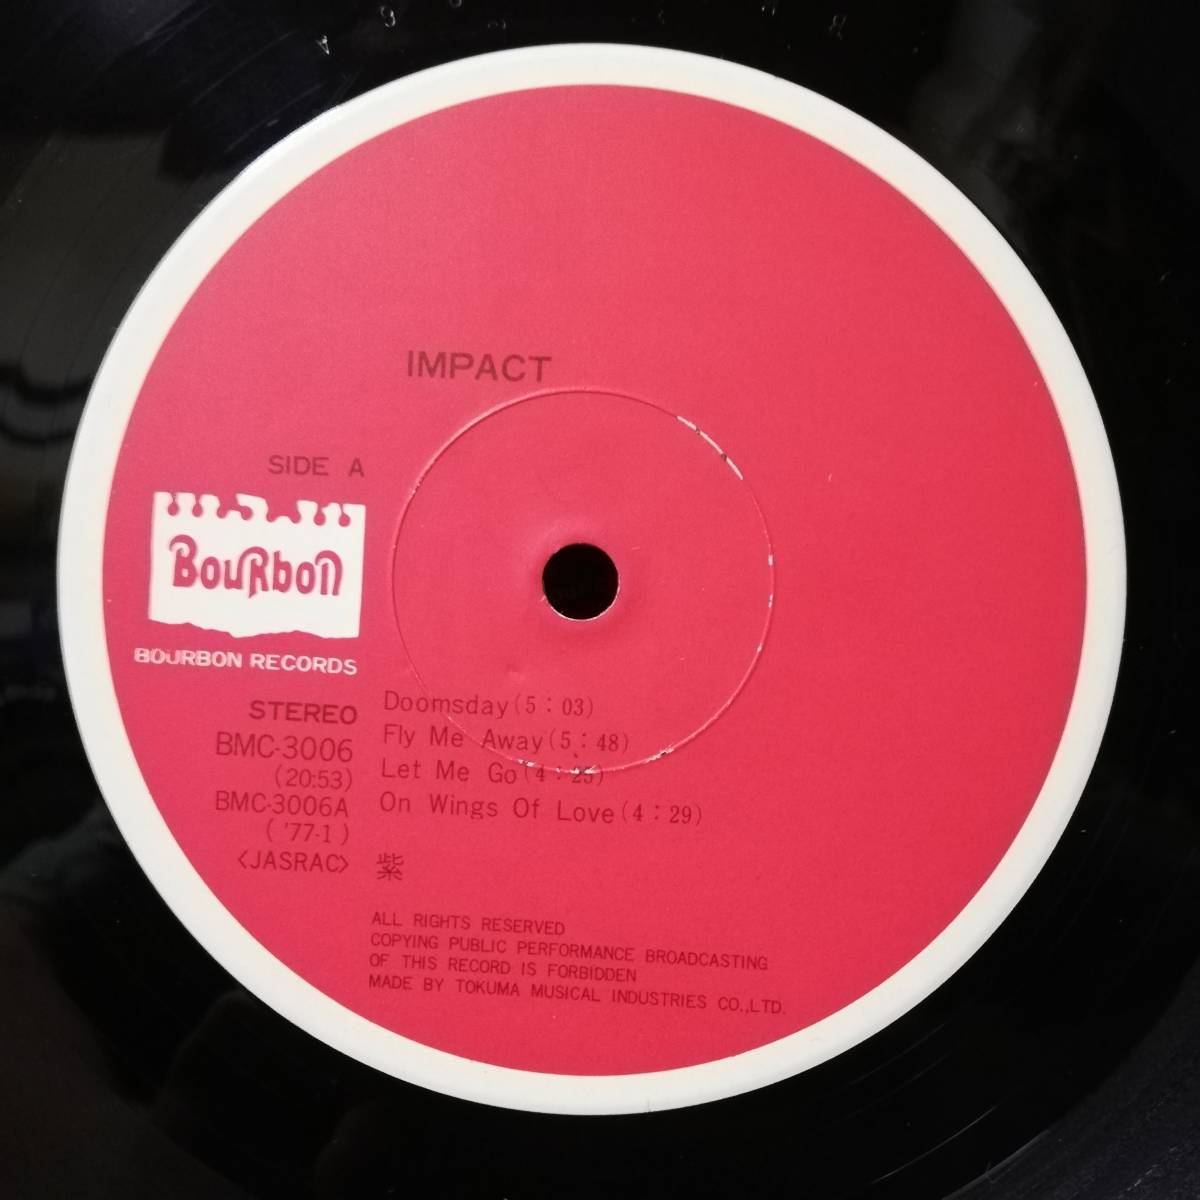 IMPACT
SIDE A
BouRbon
BOURBON RECORDS
STEREO
BMC-3006
(20:53)
BMC-3006A
( '77-1 )
〈JASRAC〉
Doomsday(5:03)
Fly Me Away(5:48)
Let Me Go(4:25)
On Wings Of Love(4:29)
紫
ALL RIGHTS RESERVED
COPYING PUBLIC PERFORMANCE BROADCASTING
OF THIS RECORD IS FORBIDDEN
MADE BY TOKUMA MUSICAL INDUSTRIES CO.,LTD.